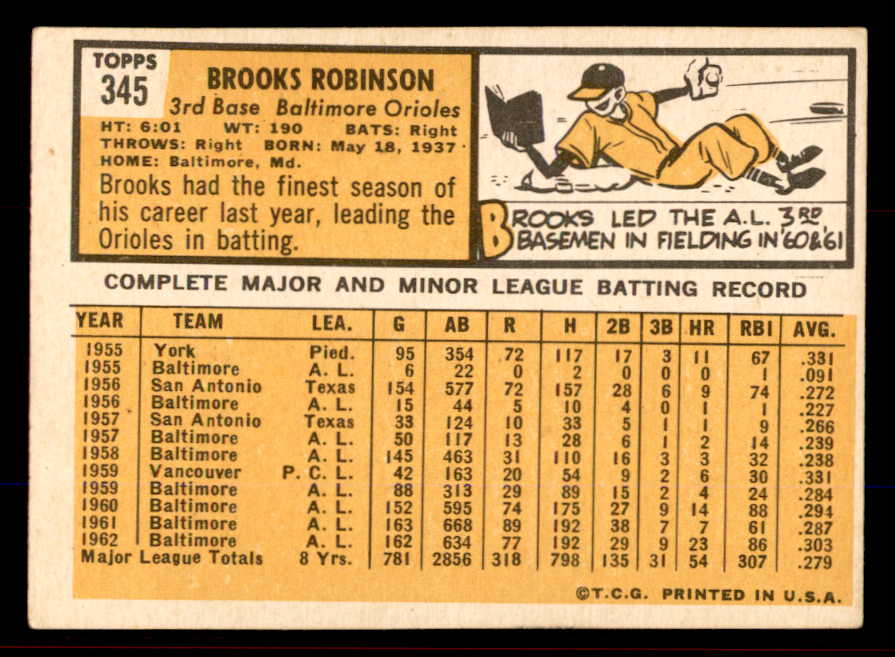 TOPPS
345
BROOKS ROBINSON
3rd Base Baltimore Orioles
HT: 6:01 WT: 190 BATS: Right
THROWS: Right BORN: May 18, 1937
HOME: Baltimore, Md.
Brooks had the finest season of
his career last year, leading the
Orioles in batting.
BROOKS LED THE A.L. 3RD
BASEMEN IN FIELDING IN '60 & '61
COMPLETE MAJOR AND MINOR LEAGUE BATTING RECORD
YEAR TEAM LEA. G AB R H 2B 3B HR RBI AVG.
1955 York Pied. 95 354 72 117 17 3 11 67 .331
1955 Baltimore A. L. 6 22 0 2 0 0 0 1 .091
1956 San Antonio Texas 154 577 72 157 28 6 9 74 .272
1956 Baltimore A. L. 15 44 5 10 4 0 1 1 .227
1957 San Antonio Texas 33 124 10 33 5 1 1 9 .266
1957 Baltimore A. L. 50 117 13 28 6 1 2 14 .239
1958 Baltimore A. L. 145 463 31 110 16 3 3 32 .238
1959 Vancouver P. C. L. 42 163 20 54 9 2 6 30 .331
1959 Baltimore A. L. 88 313 29 89 15 2 4 24 .284
1960 Baltimore A. L. 152 595 74 175 27 9 14 88 .294
1961 Baltimore A. L. 163 668 89 192 38 7 7 61 .287
1962 Baltimore A. L. 162 634 77 192 29 9 23 86 .303
Major League Totals 8 Yrs. 781 2856 318 798 135 31 54 307 .279
©T.C.G. PRINTED IN U.S.A.